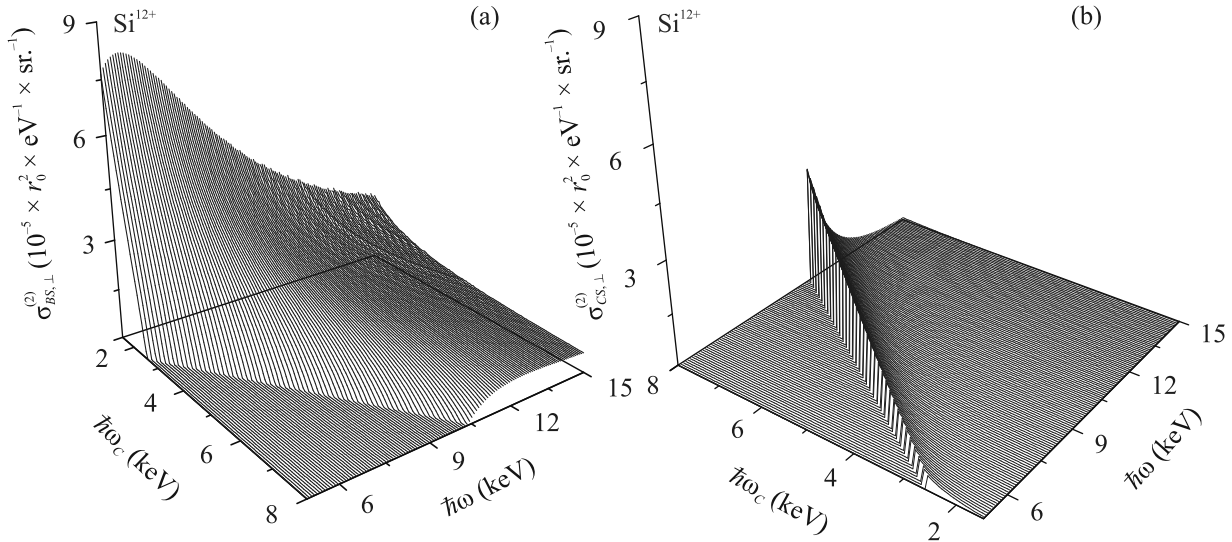 (a)
Si¹²⁺
9
6
3
σ⁽²⁾_{BS,⊥} (10⁻⁵ × r₀² × eV⁻¹ × sr.⁻¹)
2
4
6
8
ħω_C (keV)
6
9
12
15
ħω (keV)
(b)
Si¹²⁺
9
6
3
σ⁽²⁾_{CS,⊥} (10⁻⁵ × r₀² × eV⁻¹ × sr.⁻¹)
8
6
4
2
ħω_C (keV)
6
9
12
15
ħω (keV)